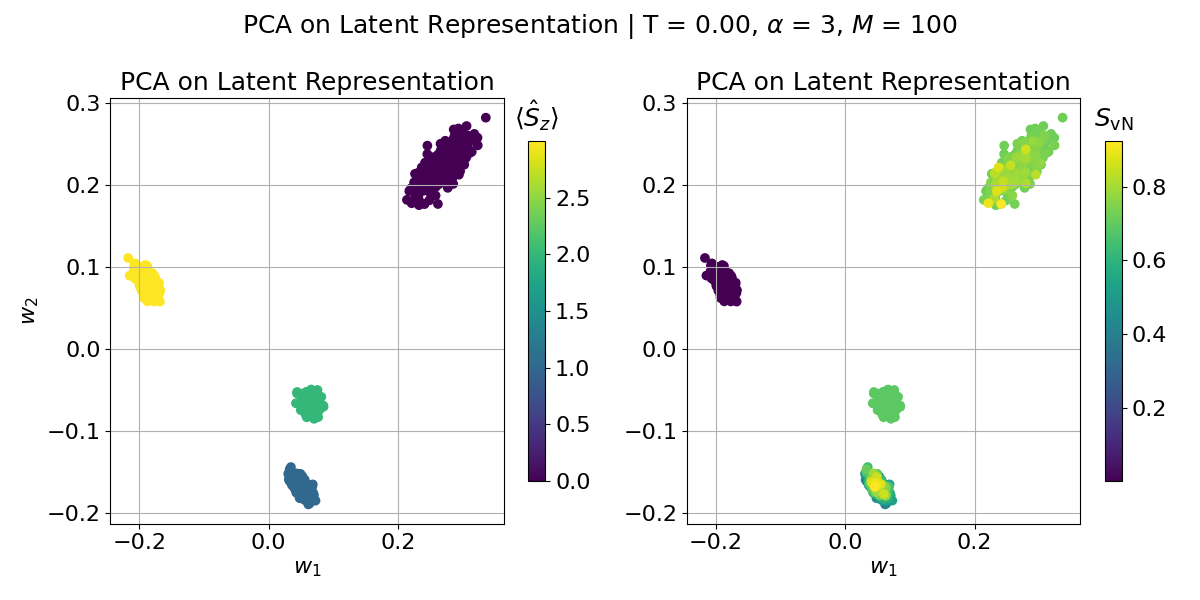 PCA on Latent Representation | T = 0.00, α = 3, M = 100
PCA on Latent Representation
⟨Ŝz⟩
w₂
0.3
0.2
0.1
0.0
−0.1
−0.2
−0.2 0.0 0.2
w₁
2.5
2.0
1.5
1.0
0.5
0.0
PCA on Latent Representation
SvN
0.3
0.2
0.1
0.0
−0.1
−0.2
−0.2 0.0 0.2
w₁
0.8
0.6
0.4
0.2